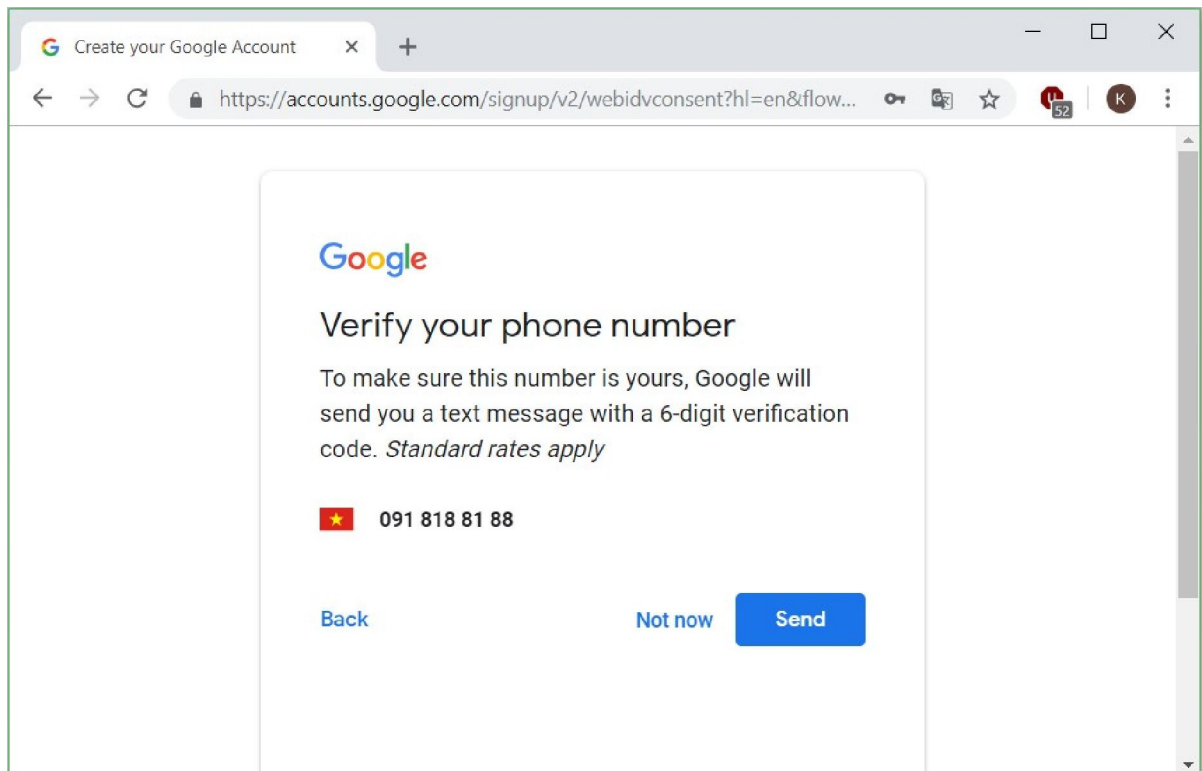 Create your Google Account
https://accounts.google.com/signup/v2/webidvconsent?hl=en&flow...
52
K
Google
Verify your phone number
To make sure this number is yours, Google will
send you a text message with a 6-digit verification
code. Standard rates apply
091 818 81 88
Back
Not now
Send